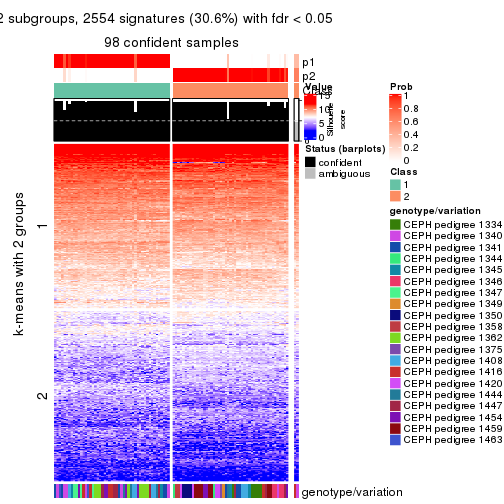 2 subgroups, 2554 signatures (30.6%) with fdr < 0.05
98 confident samples
p1
p2
Class
Silhouette
score
Value
15
10
5
0
Status (barplots)
confident
ambiguous
Prob
1
0.8
0.6
0.4
0.2
0
Class
1
2
genotype/variation
CEPH pedigree 1334
CEPH pedigree 1340
CEPH pedigree 1341
CEPH pedigree 1344
CEPH pedigree 1345
CEPH pedigree 1346
CEPH pedigree 1347
CEPH pedigree 1349
CEPH pedigree 1350
CEPH pedigree 1358
CEPH pedigree 1362
CEPH pedigree 1375
CEPH pedigree 1408
CEPH pedigree 1416
CEPH pedigree 1420
CEPH pedigree 1444
CEPH pedigree 1447
CEPH pedigree 1454
CEPH pedigree 1459
CEPH pedigree 1463
k-means with 2 groups
1
2
genotype/variation